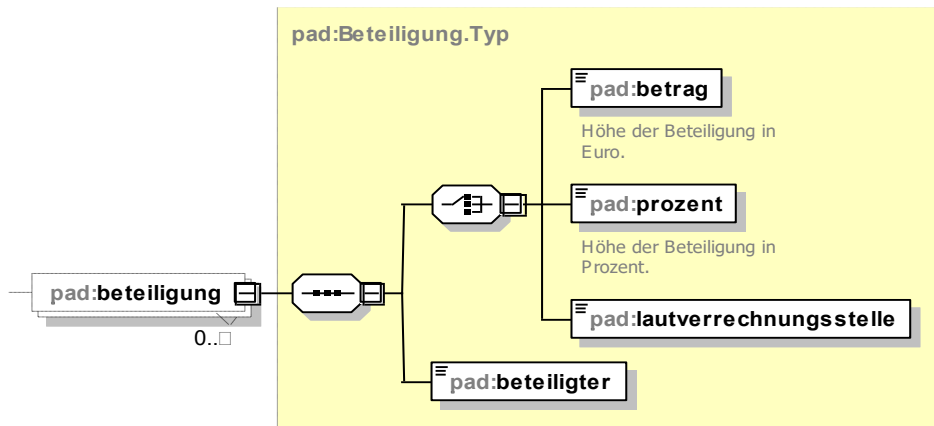 pad:Beteiligung.Typ
pad:betrag
Höhe der Beteiligung in
Euro.
pad:prozent
Höhe der Beteiligung in
Prozent.
pad:beteiligung
0..□
pad:lautverrechnungsstelle
pad:beteiligter